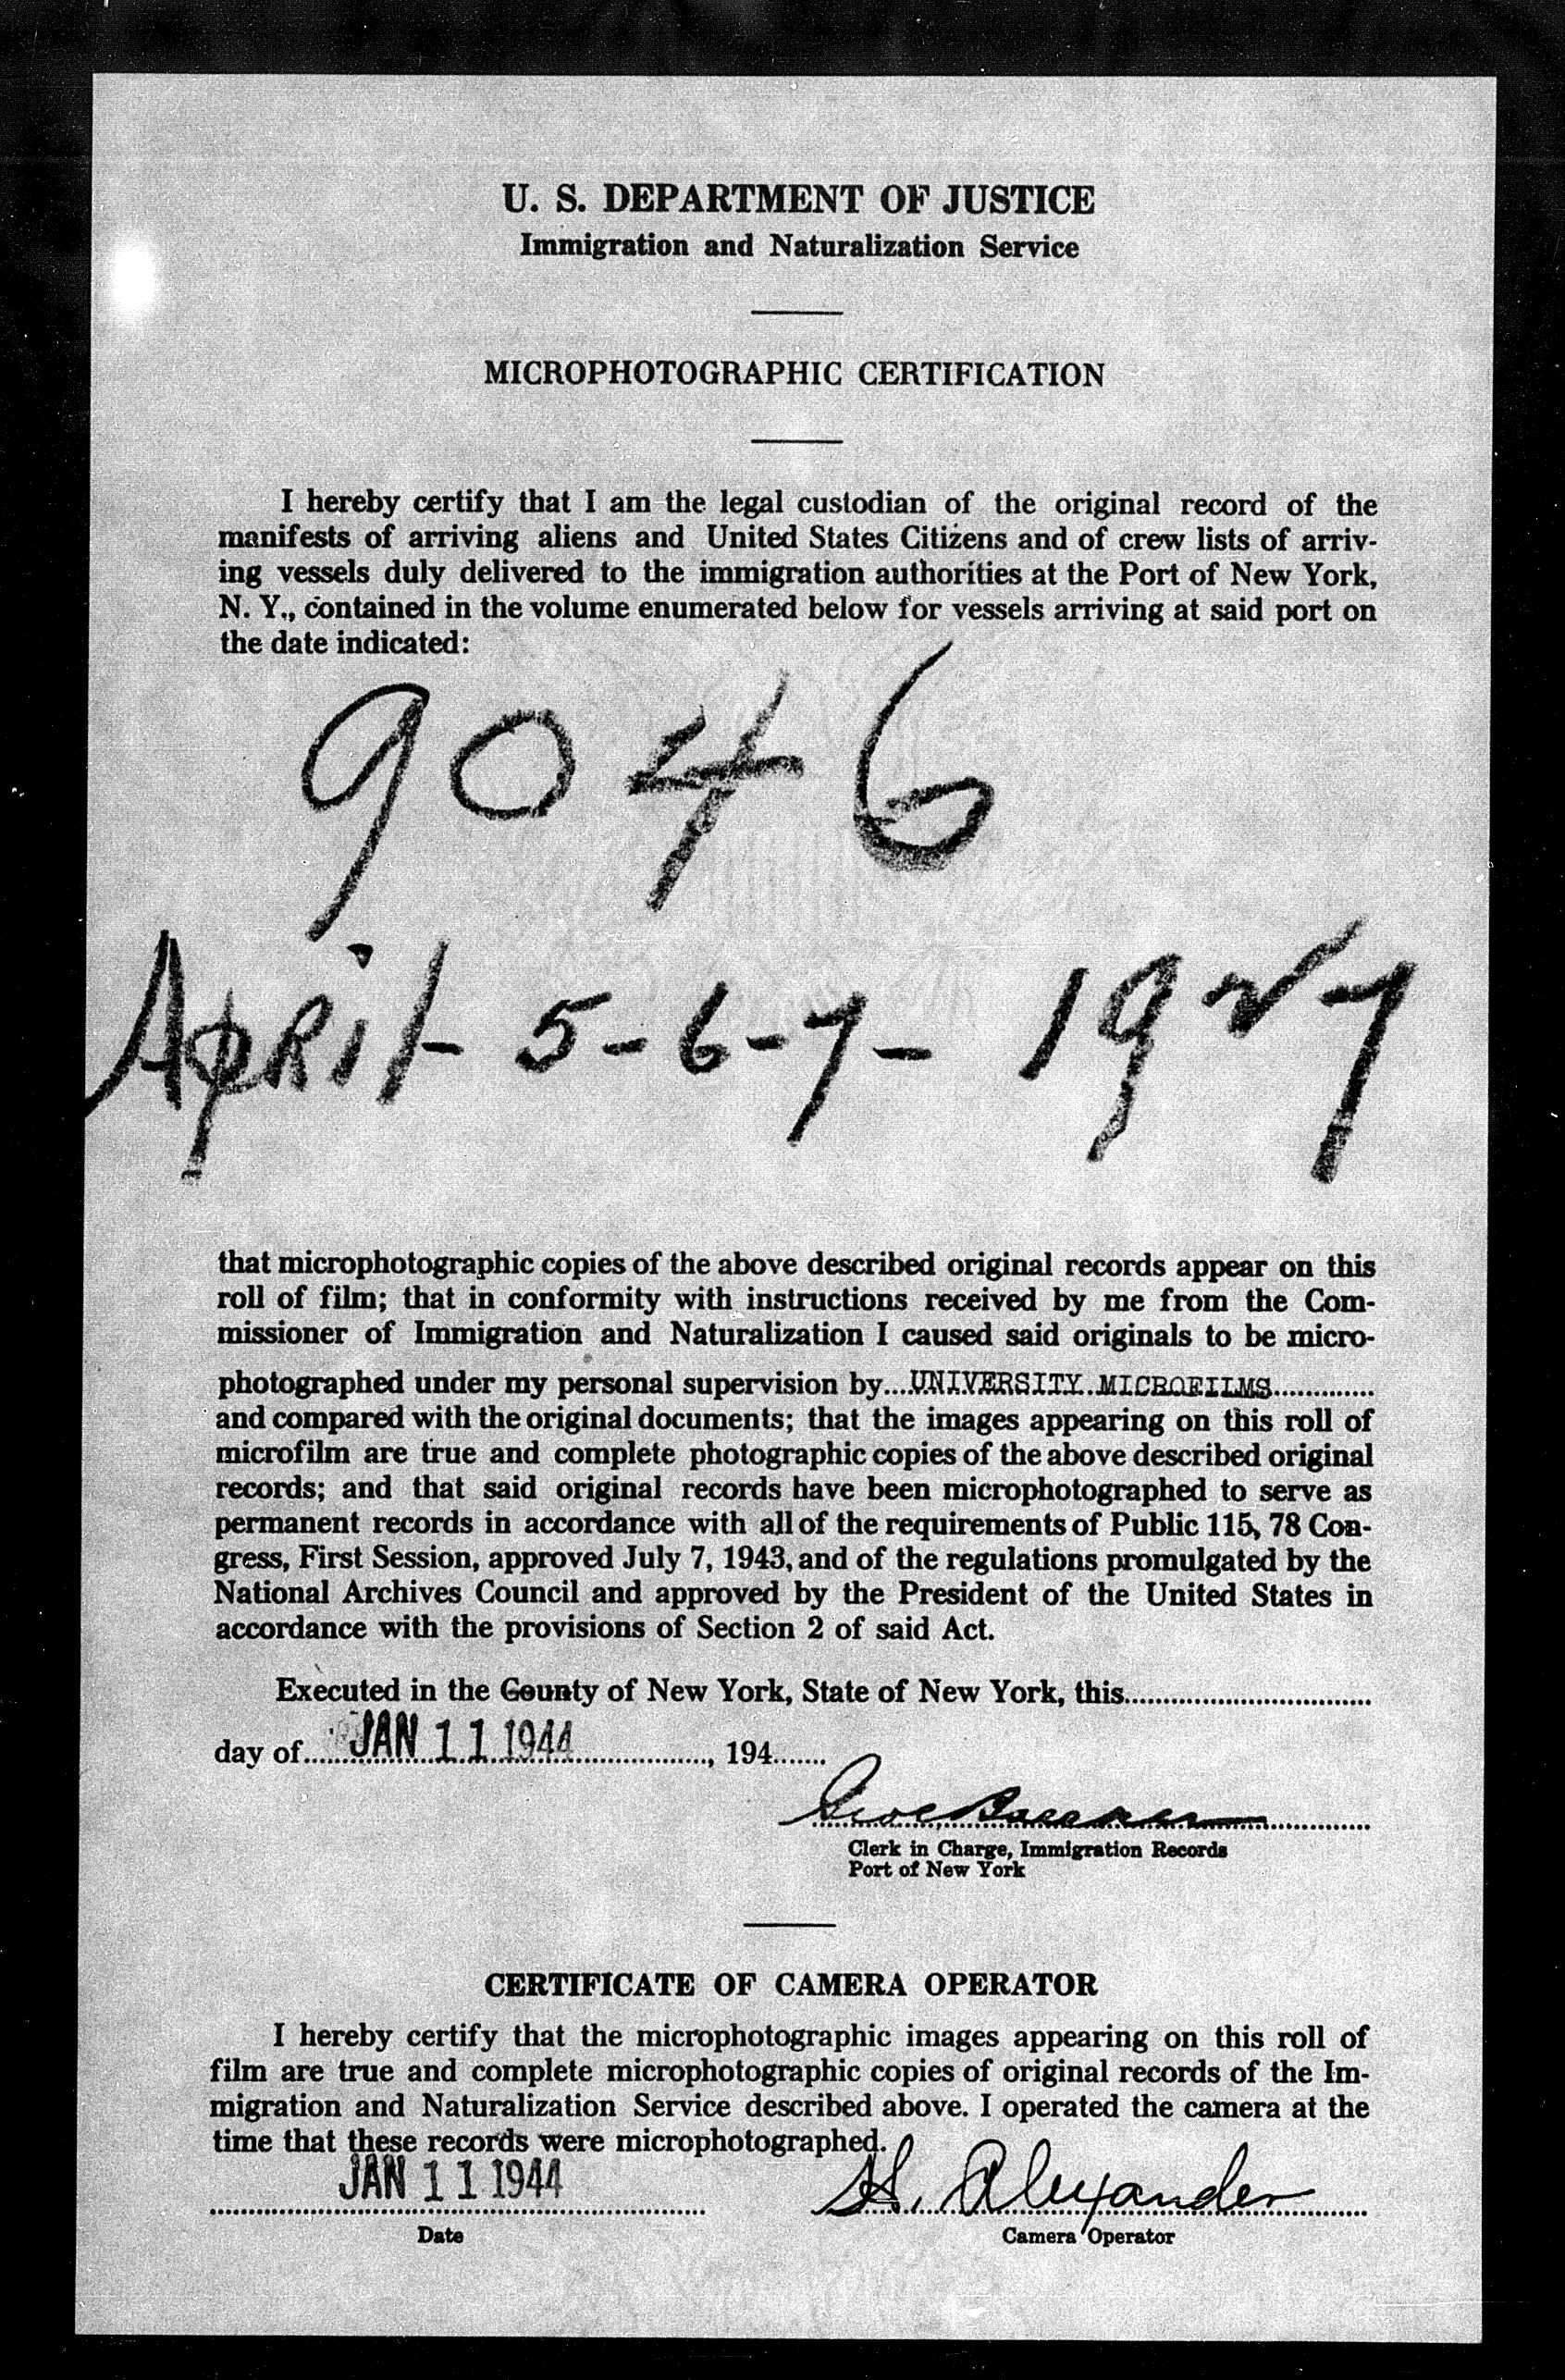 U. S. DEPARTMENT OF JUSTICE
Immigration and Naturalization Service
MICROPHOTOGRAPHIC CERTIFICATION
I hereby certify that I am the legal custodian of the original record of the
manifests of arriving aliens and United States Citizens and of crew lists of arriv-
ing vessels duly delivered to the immigration authorities at the Port of New York,
N. Y., contained in the volume enumerated below for vessels arriving at said port on
the date indicated:
9046
April 5-6-7- 1927
that microphotographic copies of the above described original records appear on this
roll of film; that in conformity with instructions received by me from the Com-
missioner of Immigration and Naturalization I caused said originals to be micro-
photographed under my personal supervision by....UNIVERSITY MICROFILMS..............
and compared with the original documents; that the images appearing on this roll of
microfilm are true and complete photographic copies of the above described original
records; and that said original records have been microphotographed to serve as
permanent records in accordance with all of the requirements of Public 115, 78 Con-
gress, First Session, approved July 7, 1943, and of the regulations promulgated by the
National Archives Council and approved by the President of the United States in
accordance with the provisions of Section 2 of said Act.
Executed in the County of New York, State of New York, this................................
day of......JAN 11 1944................., 194.......
Clerk in Charge, Immigration Records
Port of New York
CERTIFICATE OF CAMERA OPERATOR
I hereby certify that the microphotographic images appearing on this roll of
film are true and complete microphotographic copies of original records of the Im-
migration and Naturalization Service described above. I operated the camera at the
time that these records were microphotographed.
JAN 11 1944 H. Alexander
Date Camera Operator